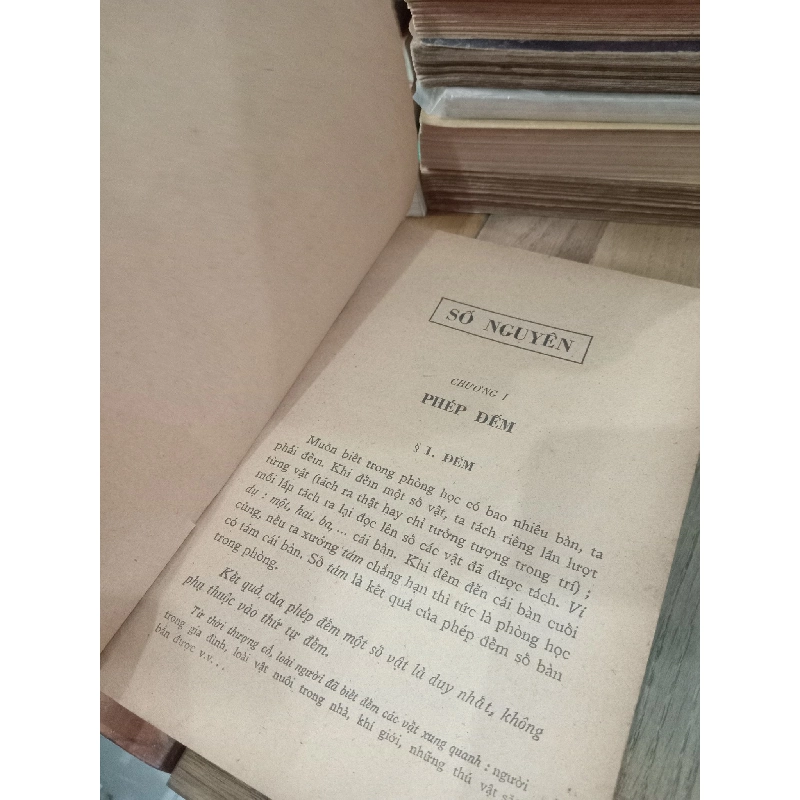 SỐ NGUYÊN
CHƯƠNG I
PHÉP ĐẾM
§ 1. ĐẾM
Muốn biết trong phòng học có bao nhiêu bàn, ta
phải đếm. Khi đếm một số vật, ta tách riêng lần lượt
từng vật (tách ra thật hay chỉ tưởng tượng trong trí) ;
mỗi lấp tách ra lại đọc lên số các vật đã được tách. Ví
dụ : một, hai, ba, ... cái bàn. Khi đếm đến cái bàn cuối
cùng, nếu ta xướng tám chẳng hạn thì tức là phòng học
có tám cái bàn. Số tám là kết quả của phép đếm số bàn
trong phòng.
Kết quả của phép đếm một số vật là duy nhất, không
phụ thuộc vào thứ tự đếm.
Từ thời thượng cổ, loài người đã biết đếm các vật xung quanh : người
trong gia đình, loài vật nuôi trong nhà, khí giới, những thú vật
bắn được v.v...